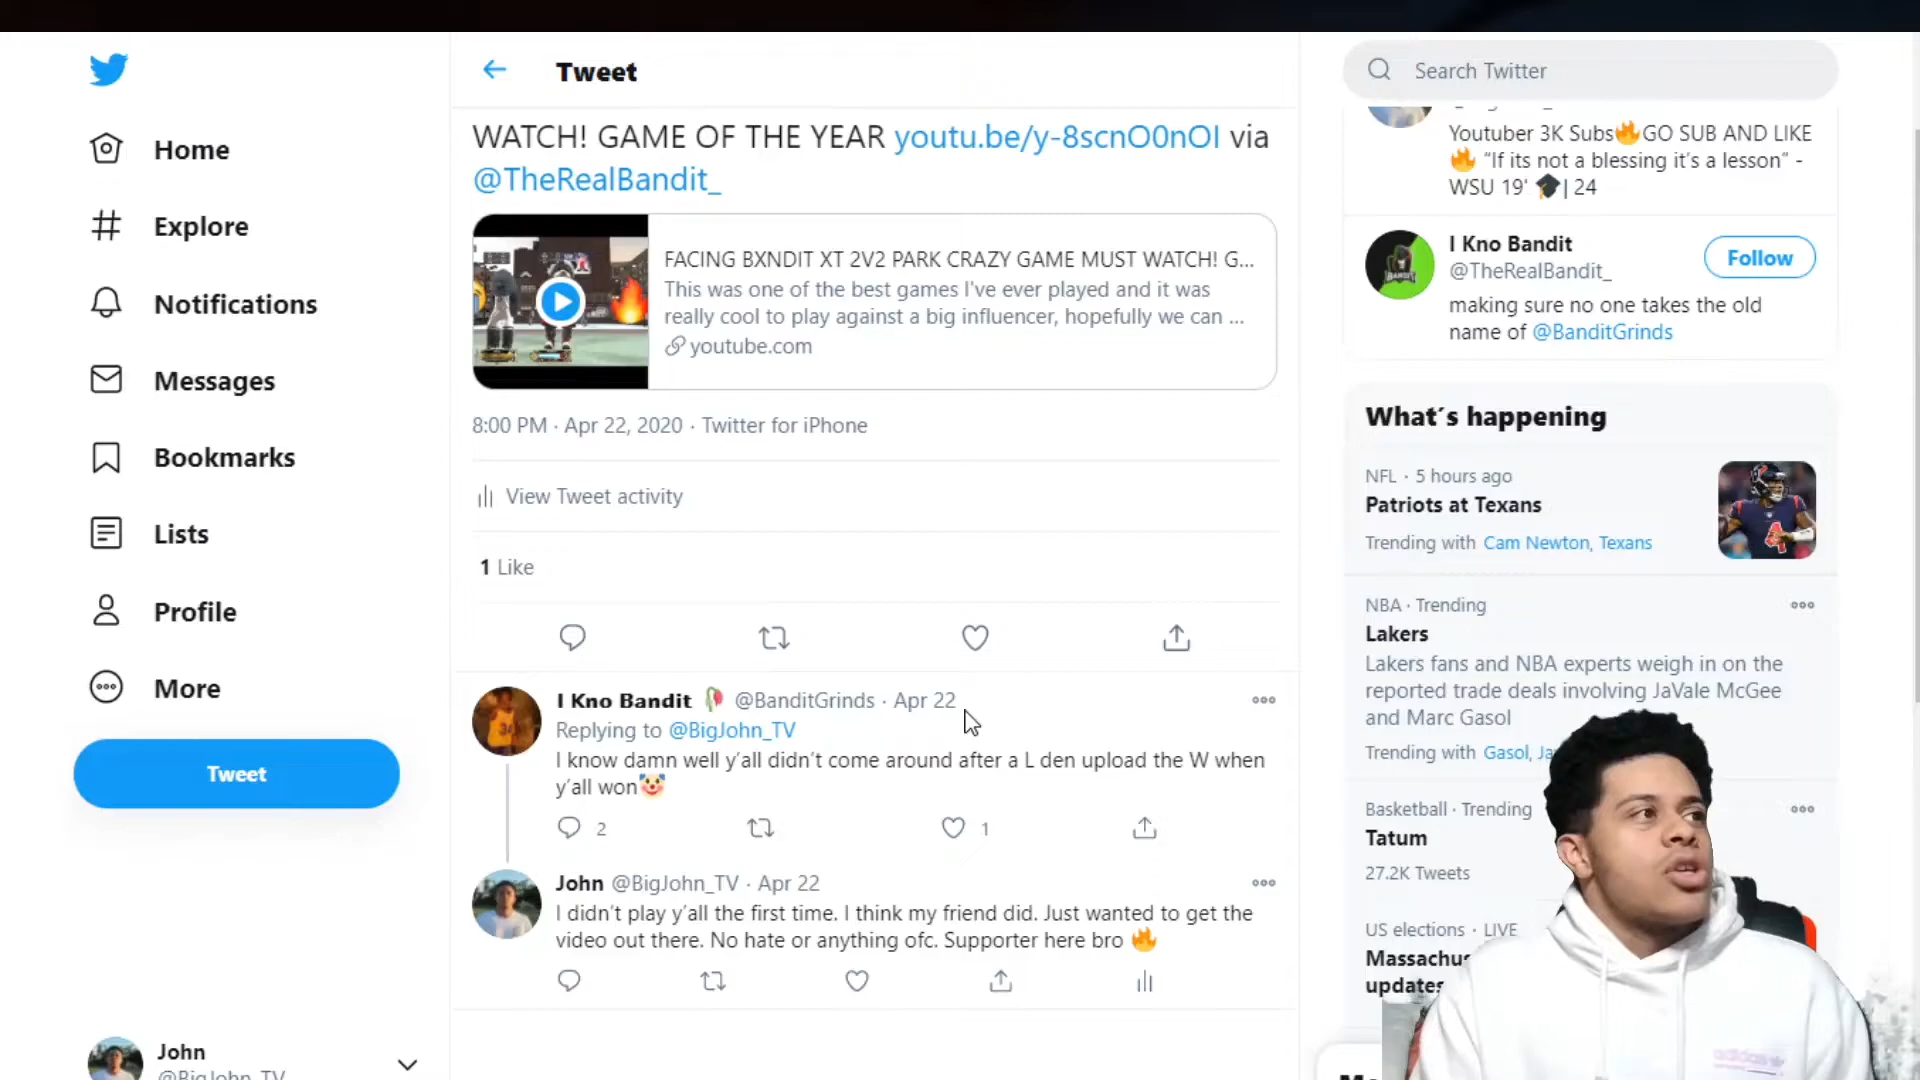 Tweet
Search Twitter
Home
Explore
Notifications
Messages
Bookmarks
Lists
Profile
More
Tweet
John
@BigJohn_TV
WATCH! GAME OF THE YEAR youtu.be/y-8scnO0nOI via
@TheRealBandit_
FACING BXNDIT XT 2V2 PARK CRAZY GAME MUST WATCH! G...
This was one of the best games I've ever played and it was
really cool to play against a big influencer, hopefully we can ...
youtube.com
8:00 PM · Apr 22, 2020 · Twitter for iPhone
View Tweet activity
1 Like
I Kno Bandit 🥀 @BanditGrinds · Apr 22
Replying to @BigJohn_TV
I know damn well y'all didn't come around after a L den upload the W when
y'all won🤡
2
1
John @BigJohn_TV · Apr 22
I didn't play y'all the first time. I think my friend did. Just wanted to get the
video out there. No hate or anything ofc. Supporter here bro 🔥
Youtuber 3K Subs🔥GO SUB AND LIKE
🔥 "If its not a blessing it's a lesson" -
WSU 19' 🎓| 24
BANDIT
I Kno Bandit
@TheRealBandit_
Follow
making sure no one takes the old
name of @BanditGrinds
What's happening
NFL · 5 hours ago
Patriots at Texans
Trending with Cam Newton, Texans
4
NBA · Trending
Lakers
Lakers fans and NBA experts weigh in on the
reported trade deals involving JaVale McGee
and Marc Gasol
Trending with Gasol, Ja
Basketball · Trending
Tatum
27.2K Tweets
US elections · LIVE
Massachus
updates
adidas